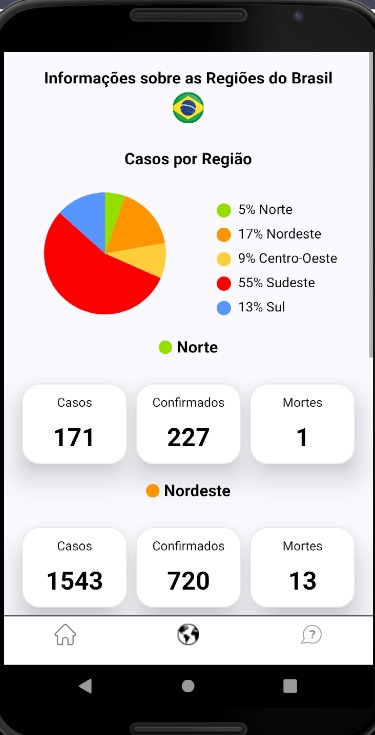 Informações sobre as Regiões do Brasil
Casos por Região
5% Norte
17% Nordeste
9% Centro-Oeste
55% Sudeste
13% Sul
Norte
Casos Confirmados Mortes
171 227 1
Nordeste
Casos Confirmados Mortes
1543 720 13
?